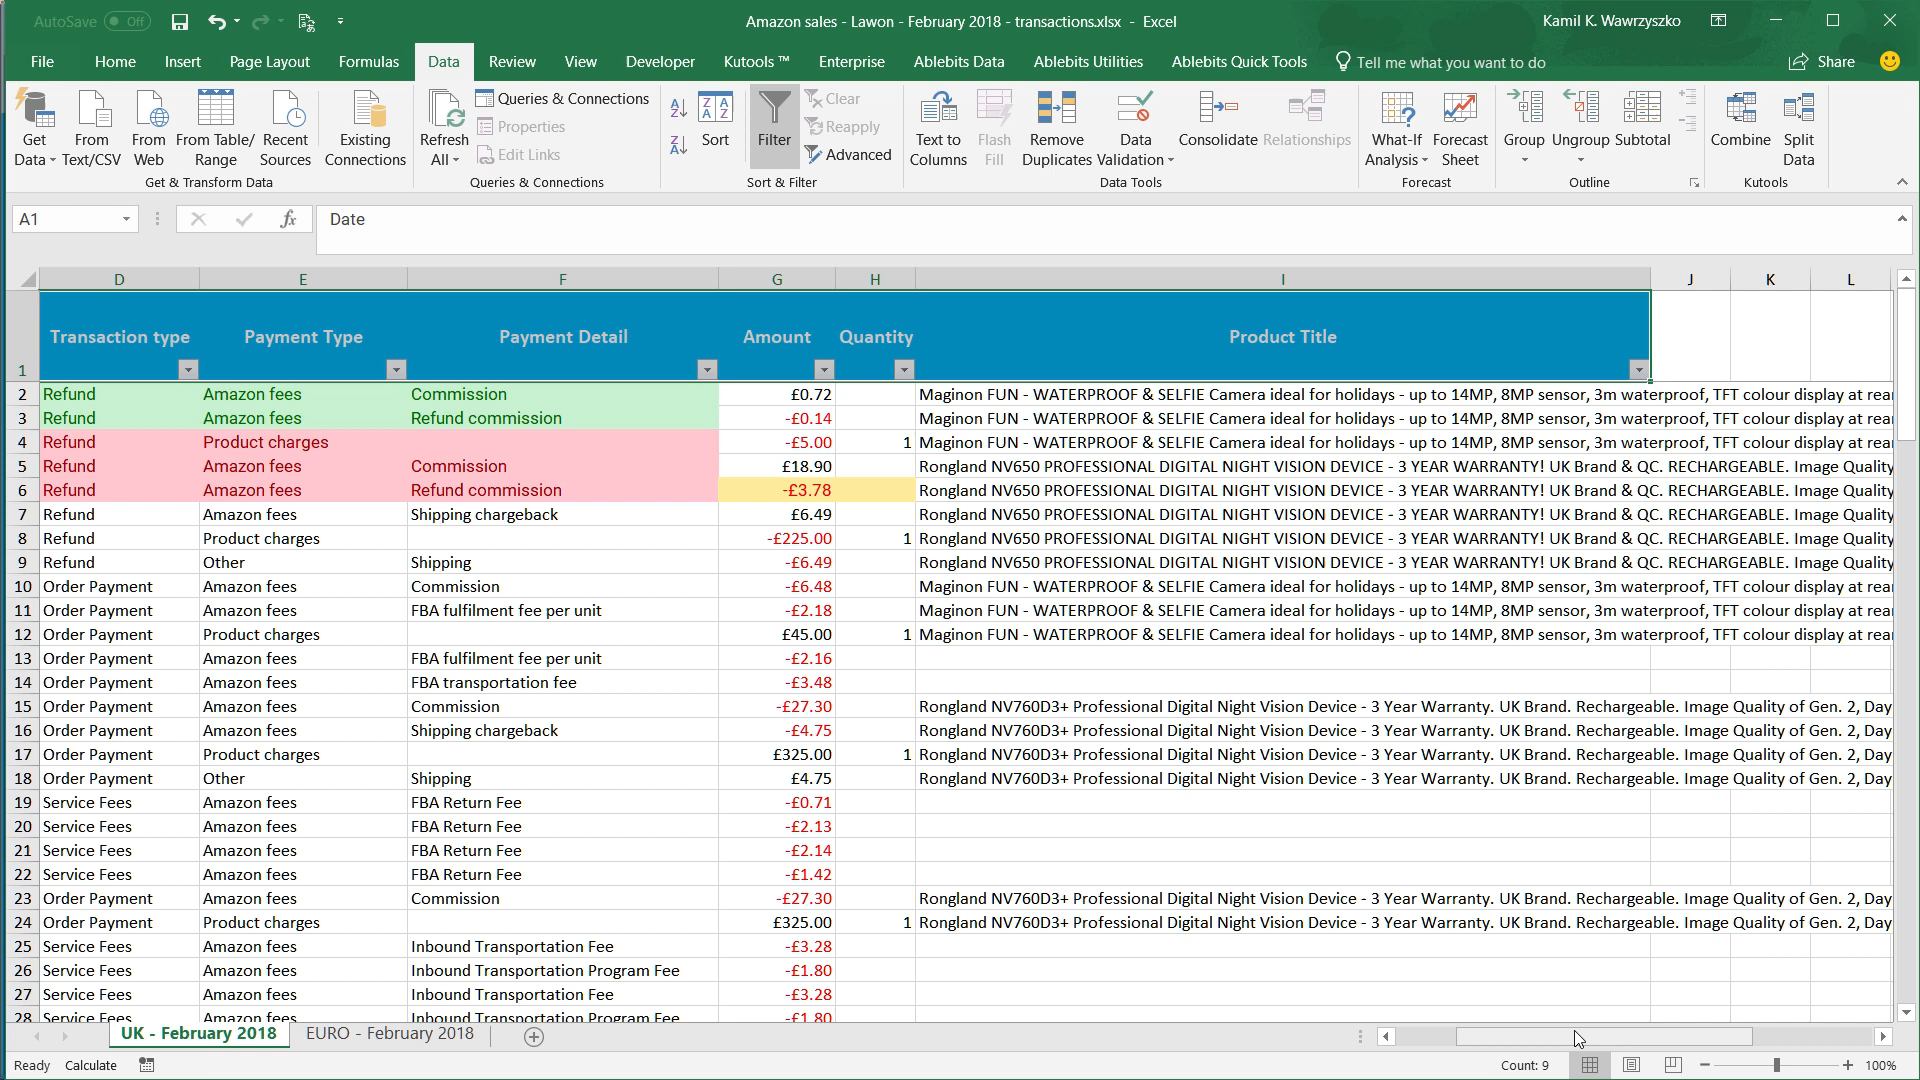 AutoSave Off
Amazon sales - Lawon - February 2018 - transactions.xlsx - Excel
Kamil K. Wawrzyszko
File Home Insert Page Layout Formulas Data Review View Developer Kutools ™ Enterprise Ablebits Data Ablebits Utilities Ablebits Quick Tools Tell me what you want to do Share
Get Data
From Text/CSV
From Web
From Table/ Range
Recent Sources
Existing Connections
Get & Transform Data
Refresh All
Queries & Connections
Properties
Edit Links
Queries & Connections
Sort
Filter
Clear
Reapply
Advanced
Sort & Filter
Text to Columns
Flash Fill
Remove Duplicates
Data Validation
Consolidate
Relationships
Data Tools
What-If Analysis
Forecast Sheet
Forecast
Group
Ungroup
Subtotal
Outline
Combine
Split Data
Kutools
A1 fx Date
D E F G H I J K L
1 Transaction type Payment Type Payment Detail Amount Quantity Product Title
2 Refund Amazon fees Commission £0.72 Maginon FUN - WATERPROOF & SELFIE Camera ideal for holidays - up to 14MP, 8MP sensor, 3m waterproof, TFT colour display at rear
3 Refund Amazon fees Refund commission -£0.14 Maginon FUN - WATERPROOF & SELFIE Camera ideal for holidays - up to 14MP, 8MP sensor, 3m waterproof, TFT colour display at rear
4 Refund Product charges -£5.00 1 Maginon FUN - WATERPROOF & SELFIE Camera ideal for holidays - up to 14MP, 8MP sensor, 3m waterproof, TFT colour display at rear
5 Refund Amazon fees Commission £18.90 Rongland NV650 PROFESSIONAL DIGITAL NIGHT VISION DEVICE - 3 YEAR WARRANTY! UK Brand & QC. RECHARGEABLE. Image Quality
6 Refund Amazon fees Refund commission -£3.78 Rongland NV650 PROFESSIONAL DIGITAL NIGHT VISION DEVICE - 3 YEAR WARRANTY! UK Brand & QC. RECHARGEABLE. Image Quality
7 Refund Amazon fees Shipping chargeback £6.49 Rongland NV650 PROFESSIONAL DIGITAL NIGHT VISION DEVICE - 3 YEAR WARRANTY! UK Brand & QC. RECHARGEABLE. Image Quality
8 Refund Product charges -£225.00 1 Rongland NV650 PROFESSIONAL DIGITAL NIGHT VISION DEVICE - 3 YEAR WARRANTY! UK Brand & QC. RECHARGEABLE. Image Quality
9 Refund Other Shipping -£6.49 Rongland NV650 PROFESSIONAL DIGITAL NIGHT VISION DEVICE - 3 YEAR WARRANTY! UK Brand & QC. RECHARGEABLE. Image Quality
10 Order Payment Amazon fees Commission -£6.48 Maginon FUN - WATERPROOF & SELFIE Camera ideal for holidays - up to 14MP, 8MP sensor, 3m waterproof, TFT colour display at rear
11 Order Payment Amazon fees FBA fulfilment fee per unit -£2.18 Maginon FUN - WATERPROOF & SELFIE Camera ideal for holidays - up to 14MP, 8MP sensor, 3m waterproof, TFT colour display at rear
12 Order Payment Product charges £45.00 1 Maginon FUN - WATERPROOF & SELFIE Camera ideal for holidays - up to 14MP, 8MP sensor, 3m waterproof, TFT colour display at rear
13 Order Payment Amazon fees FBA fulfilment fee per unit -£2.16
14 Order Payment Amazon fees FBA transportation fee -£3.48
15 Order Payment Amazon fees Commission -£27.30 Rongland NV760D3+ Professional Digital Night Vision Device - 3 Year Warranty. UK Brand. Rechargeable. Image Quality of Gen. 2, Day
16 Order Payment Amazon fees Shipping chargeback -£4.75 Rongland NV760D3+ Professional Digital Night Vision Device - 3 Year Warranty. UK Brand. Rechargeable. Image Quality of Gen. 2, Day
17 Order Payment Product charges £325.00 1 Rongland NV760D3+ Professional Digital Night Vision Device - 3 Year Warranty. UK Brand. Rechargeable. Image Quality of Gen. 2, Day
18 Order Payment Other Shipping £4.75 Rongland NV760D3+ Professional Digital Night Vision Device - 3 Year Warranty. UK Brand. Rechargeable. Image Quality of Gen. 2, Day
19 Service Fees Amazon fees FBA Return Fee -£0.71
20 Service Fees Amazon fees FBA Return Fee -£2.13
21 Service Fees Amazon fees FBA Return Fee -£2.14
22 Service Fees Amazon fees FBA Return Fee -£1.42
23 Order Payment Amazon fees Commission -£27.30 Rongland NV760D3+ Professional Digital Night Vision Device - 3 Year Warranty. UK Brand. Rechargeable. Image Quality of Gen. 2, Day
24 Order Payment Product charges £325.00 1 Rongland NV760D3+ Professional Digital Night Vision Device - 3 Year Warranty. UK Brand. Rechargeable. Image Quality of Gen. 2, Day
25 Service Fees Amazon fees Inbound Transportation Fee -£3.28
26 Service Fees Amazon fees Inbound Transportation Program Fee -£1.80
27 Service Fees Amazon fees Inbound Transportation Fee -£3.28
28 Service Fees Amazon fees Inbound Transportation Program Fee -£1.80
UK - February 2018 EURO - February 2018
Ready Calculate Count: 9 100%